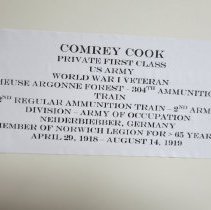 COMREY COOK
PRIVATE FIRST CLASS
US ARMY
WORLD WAR I VETERAN
MEUSE ARGONNE FOREST - 304TH AMMUNITION
TRAIN
2ND REGULAR AMMUNITION TRAIN - 2ND ARMY
DIVISION - ARMY OF OCCUPATION
NEIDERBIEBER, GERMANY
MEMBER OF NORWICH LEGION FOR > 65 YEARS
APRIL 29, 1918 - AUGUST 14, 1919